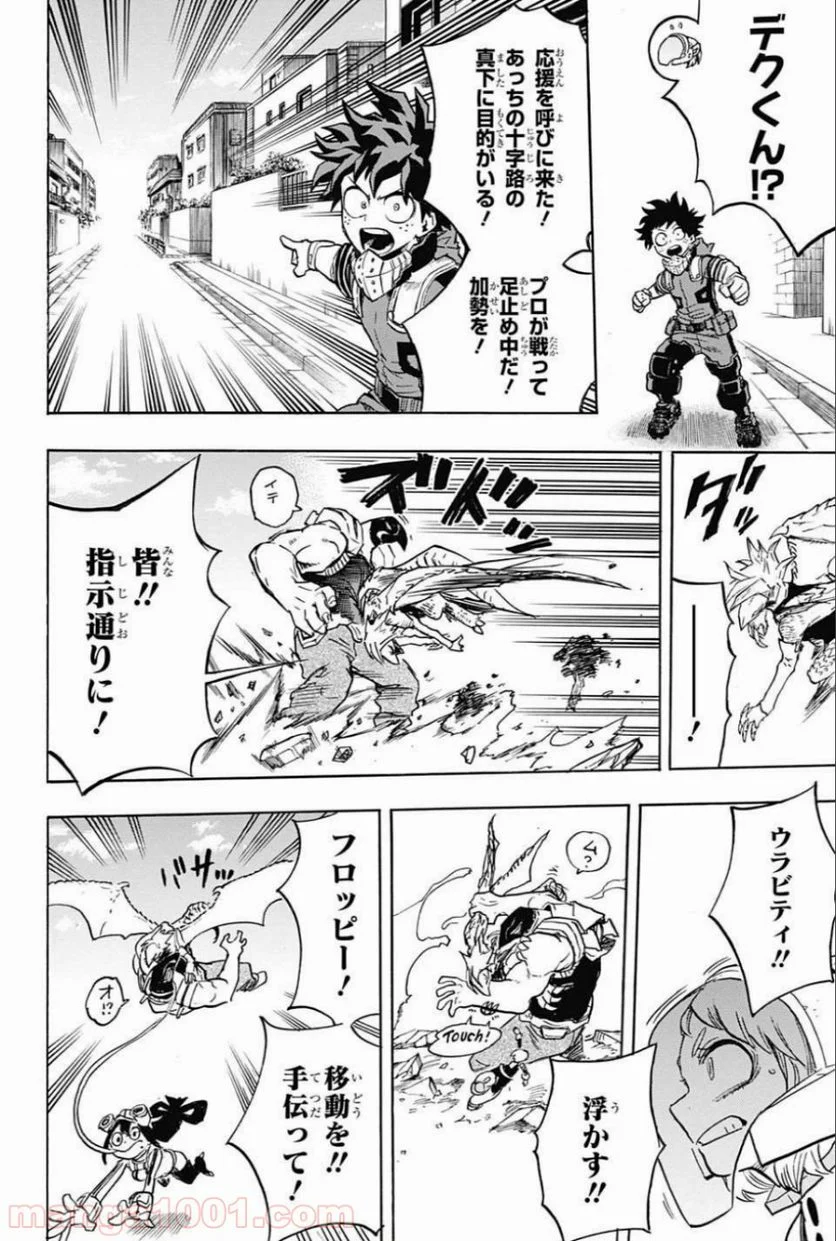 デクくん!?
応援を呼びに来た!
あっちの十字路の
真下に目的がいる!
プロが戦って
足止め中だ!
加勢を!
ダッ
――!
ズズズッ
イテ
皆!!
指示通りに!
ウラビティ!!
ム?
Touch!
浮かす!!
フロッピー!
移動を!!
手伝って!
バサッ
オ!?
manga1001.com